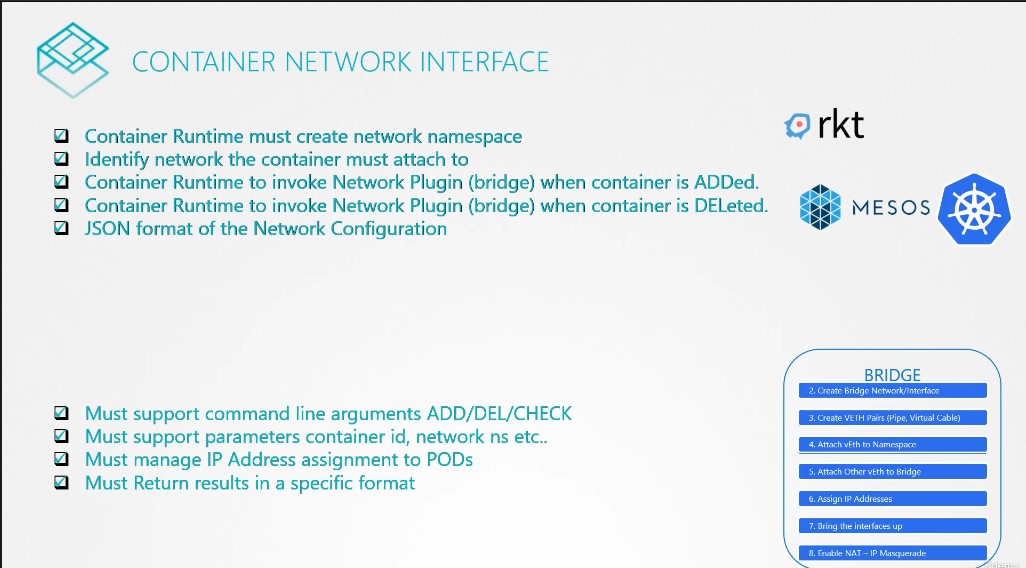 CONTAINER NETWORK INTERFACE
Container Runtime must create network namespace
Identify network the container must attach to
Container Runtime to invoke Network Plugin (bridge) when container is ADDed.
Container Runtime to invoke Network Plugin (bridge) when container is DELeted.
JSON format of the Network Configuration
rkt
MESOS
Must support command line arguments ADD/DEL/CHECK
Must support parameters container id, network ns etc..
Must manage IP Address assignment to PODs
Must Return results in a specific format
BRIDGE
2. Create Bridge Network/Interface
3. Create VETH Pairs (Pipe, Virtual Cable)
4. Attach vEth to Namespace
5. Attach Other vEth to Bridge
6. Assign IP Addresses
7. Bring the interfaces up
8. Enable NAT – IP Masquerade